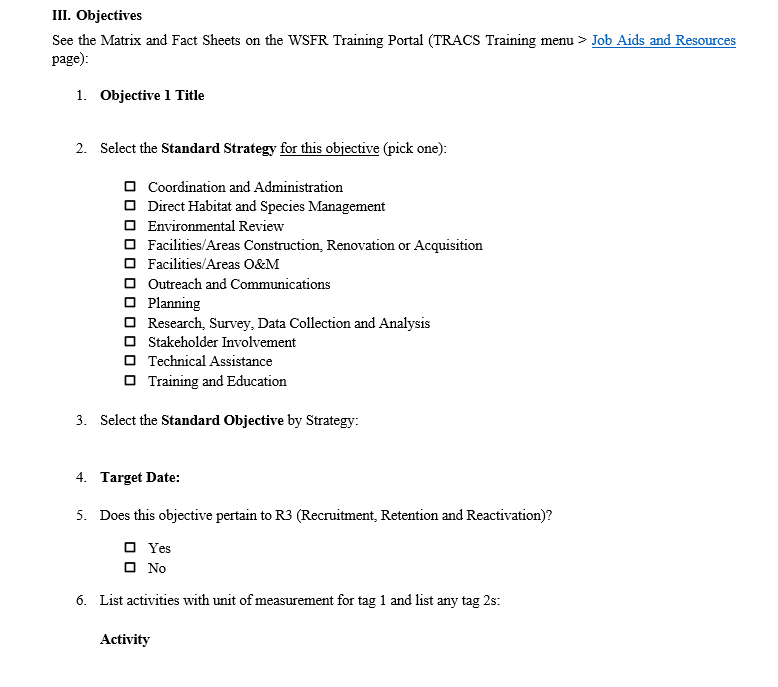 III. Objectives
See the Matrix and Fact Sheets on the WSFR Training Portal (TRACS Training menu > Job Aids and Resources
page):
1. Objective 1 Title
2. Select the Standard Strategy for this objective (pick one):
☐ Coordination and Administration
☐ Direct Habitat and Species Management
☐ Environmental Review
☐ Facilities/Areas Construction, Renovation or Acquisition
☐ Facilities/Areas O&M
☐ Outreach and Communications
☐ Planning
☐ Research, Survey, Data Collection and Analysis
☐ Stakeholder Involvement
☐ Technical Assistance
☐ Training and Education
3. Select the Standard Objective by Strategy:
4. Target Date:
5. Does this objective pertain to R3 (Recruitment, Retention and Reactivation)?
☐ Yes
☐ No
6. List activities with unit of measurement for tag 1 and list any tag 2s:
Activity